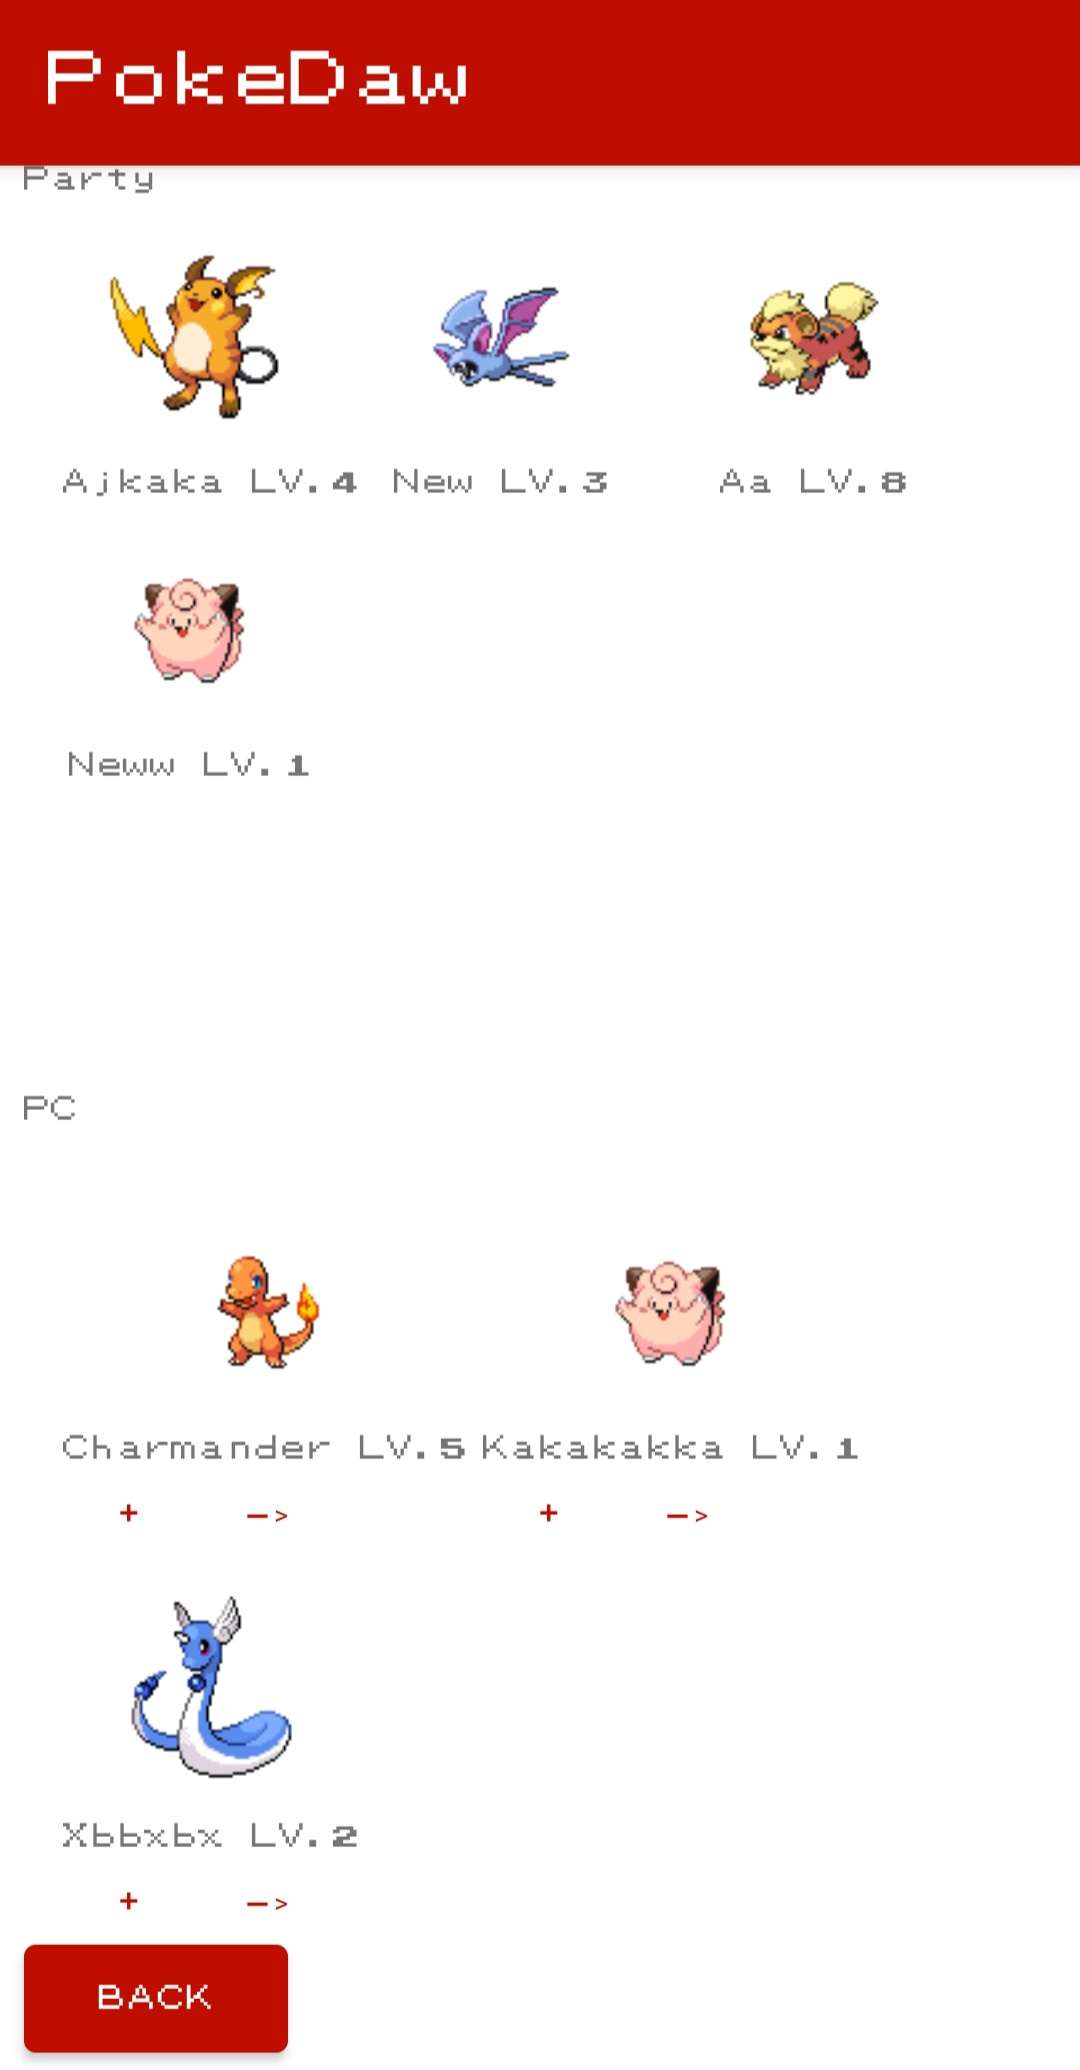 PokeDaw
Party
Ajkaka LV.4 New LV.3 Aa LV.8
Neww LV.1
PC
Charmander LV.5 Kakakakka LV.1
+ -> + ->
Xbbxbx LV.2
+ ->
BACK